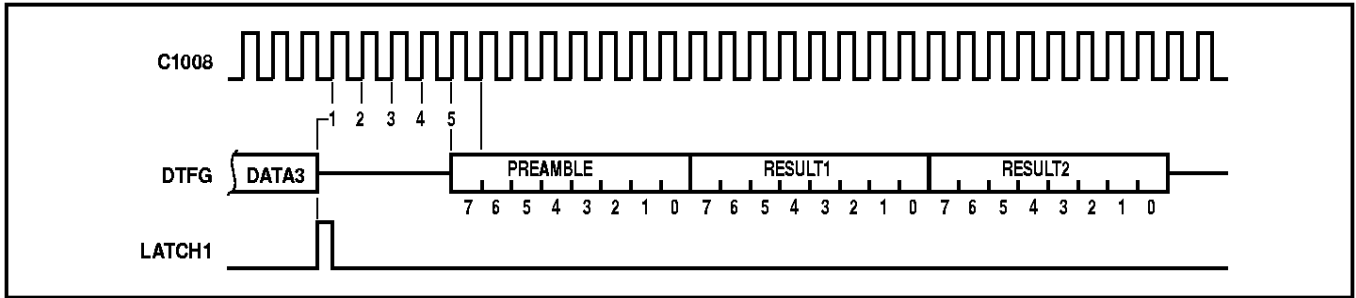 C1008
1 2 3 4 5
DTFG DATA3 PREAMBLE RESULT1 RESULT2
7 6 5 4 3 2 1 0 7 6 5 4 3 2 1 0 7 6 5 4 3 2 1 0
LATCH1